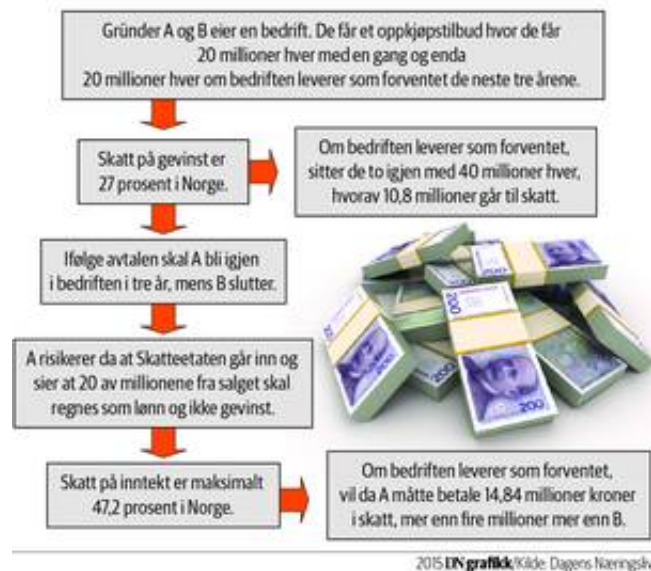 Gründer A og B eier en bedrift. De får et oppkjøpstilbud hvor de får
20 millioner hver med en gang og enda
20 millioner hver om bedriften leverer som forventet de neste tre årene.
Skatt på gevinst er
27 prosent i Norge.
Om bedriften leverer som forventet,
sitter de to igjen med 40 millioner hver,
hvorav 10,8 millioner går til skatt.
Ifølge avtalen skal A bli igjen
i bedriften i tre år, mens B slutter.
A risikerer da at Skatteetaten går inn og
sier at 20 av millionene fra salget skal
regnes som lønn og ikke gevinst.
200
200
200
200
200
Skatt på inntekt er maksimalt
47,2 prosent i Norge.
Om bedriften leverer som forventet,
vil da A måtte betale 14,84 millioner kroner
i skatt, mer enn fire millioner mer enn B.
2015 DN grafikk/Kilde: Dagens Næringsliv